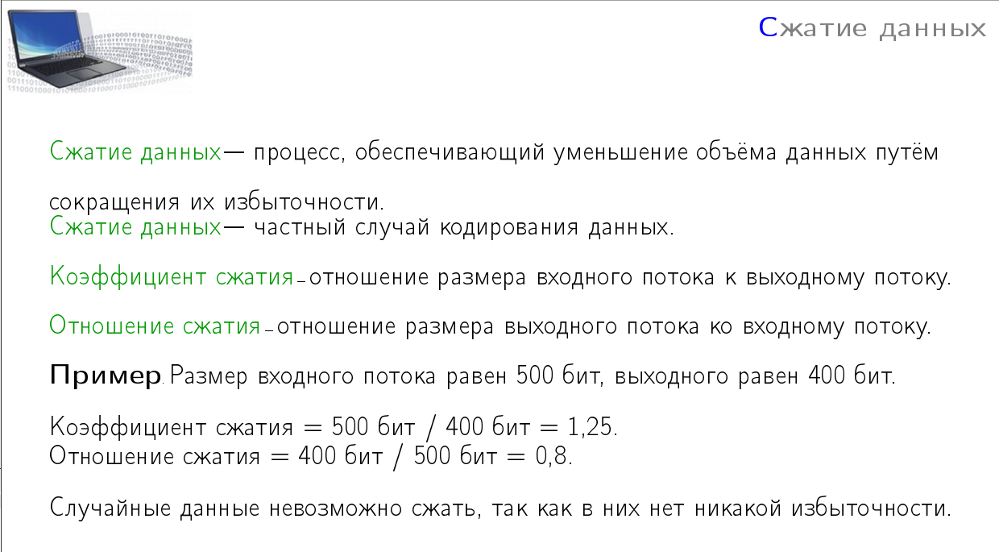 Сжатие данных
Сжатие данных— процесс, обеспечивающий уменьшение объёма данных путём
сокращения их избыточности.
Сжатие данных— частный случай кодирования данных.
Коэффициент сжатия – отношение размера входного потока к выходному потоку.
Отношение сжатия – отношение размера выходного потока ко входному потоку.
Пример. Размер входного потока равен 500 бит, выходного равен 400 бит.
Коэффициент сжатия = 500 бит / 400 бит = 1,25.
Отношение сжатия = 400 бит / 500 бит = 0,8.
Случайные данные невозможно сжать, так как в них нет никакой избыточности.